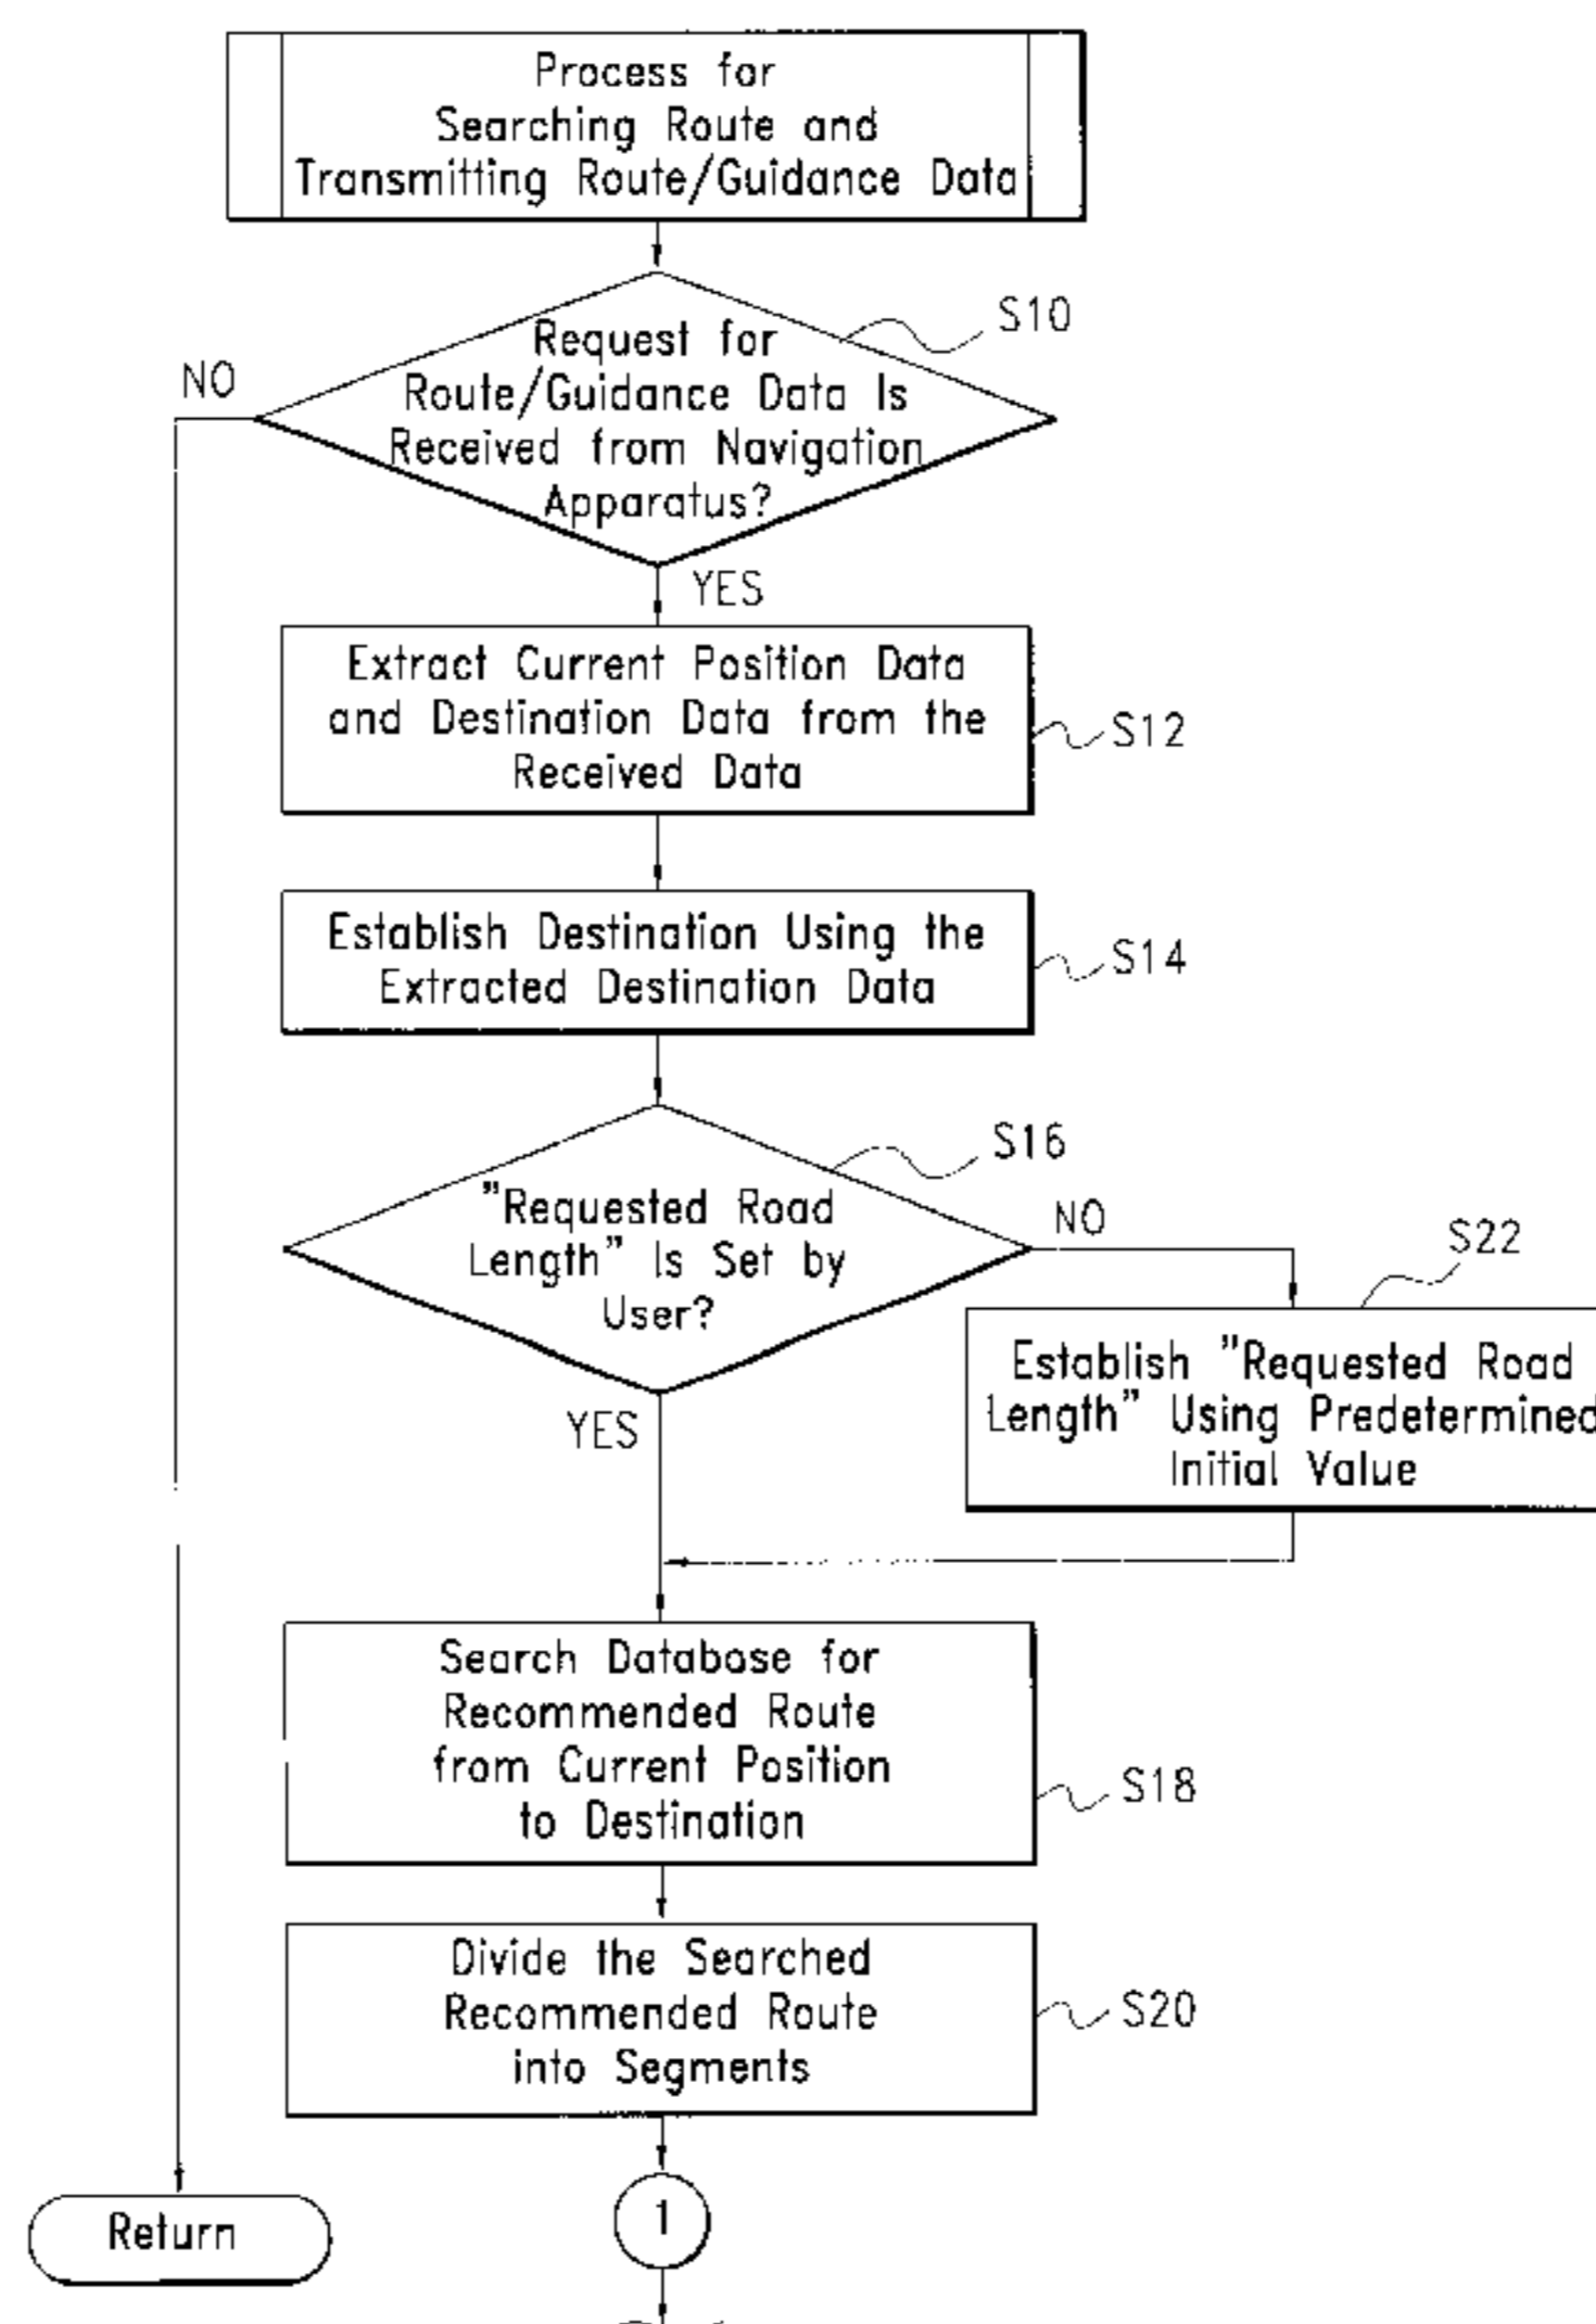 Process for
Searching Route and
Transmitting Route/Guidance Data
S10
Request for
Route/Guidance Data Is
Received from Navigation
Apparatus?
NO
YES
Extract Current Position Data
and Destination Data from the
Received Data
S12
Establish Destination Using the
Extracted Destination Data
S14
S16
"Requested Road
Length" Is Set by
User?
NO
YES
S22
Establish "Requested Road
Length" Using Predetermined
Initial Value
Search Database for
Recommended Route
from Current Position
to Destination
S18
Divide the Searched
Recommended Route
into Segments
S20
Return
1